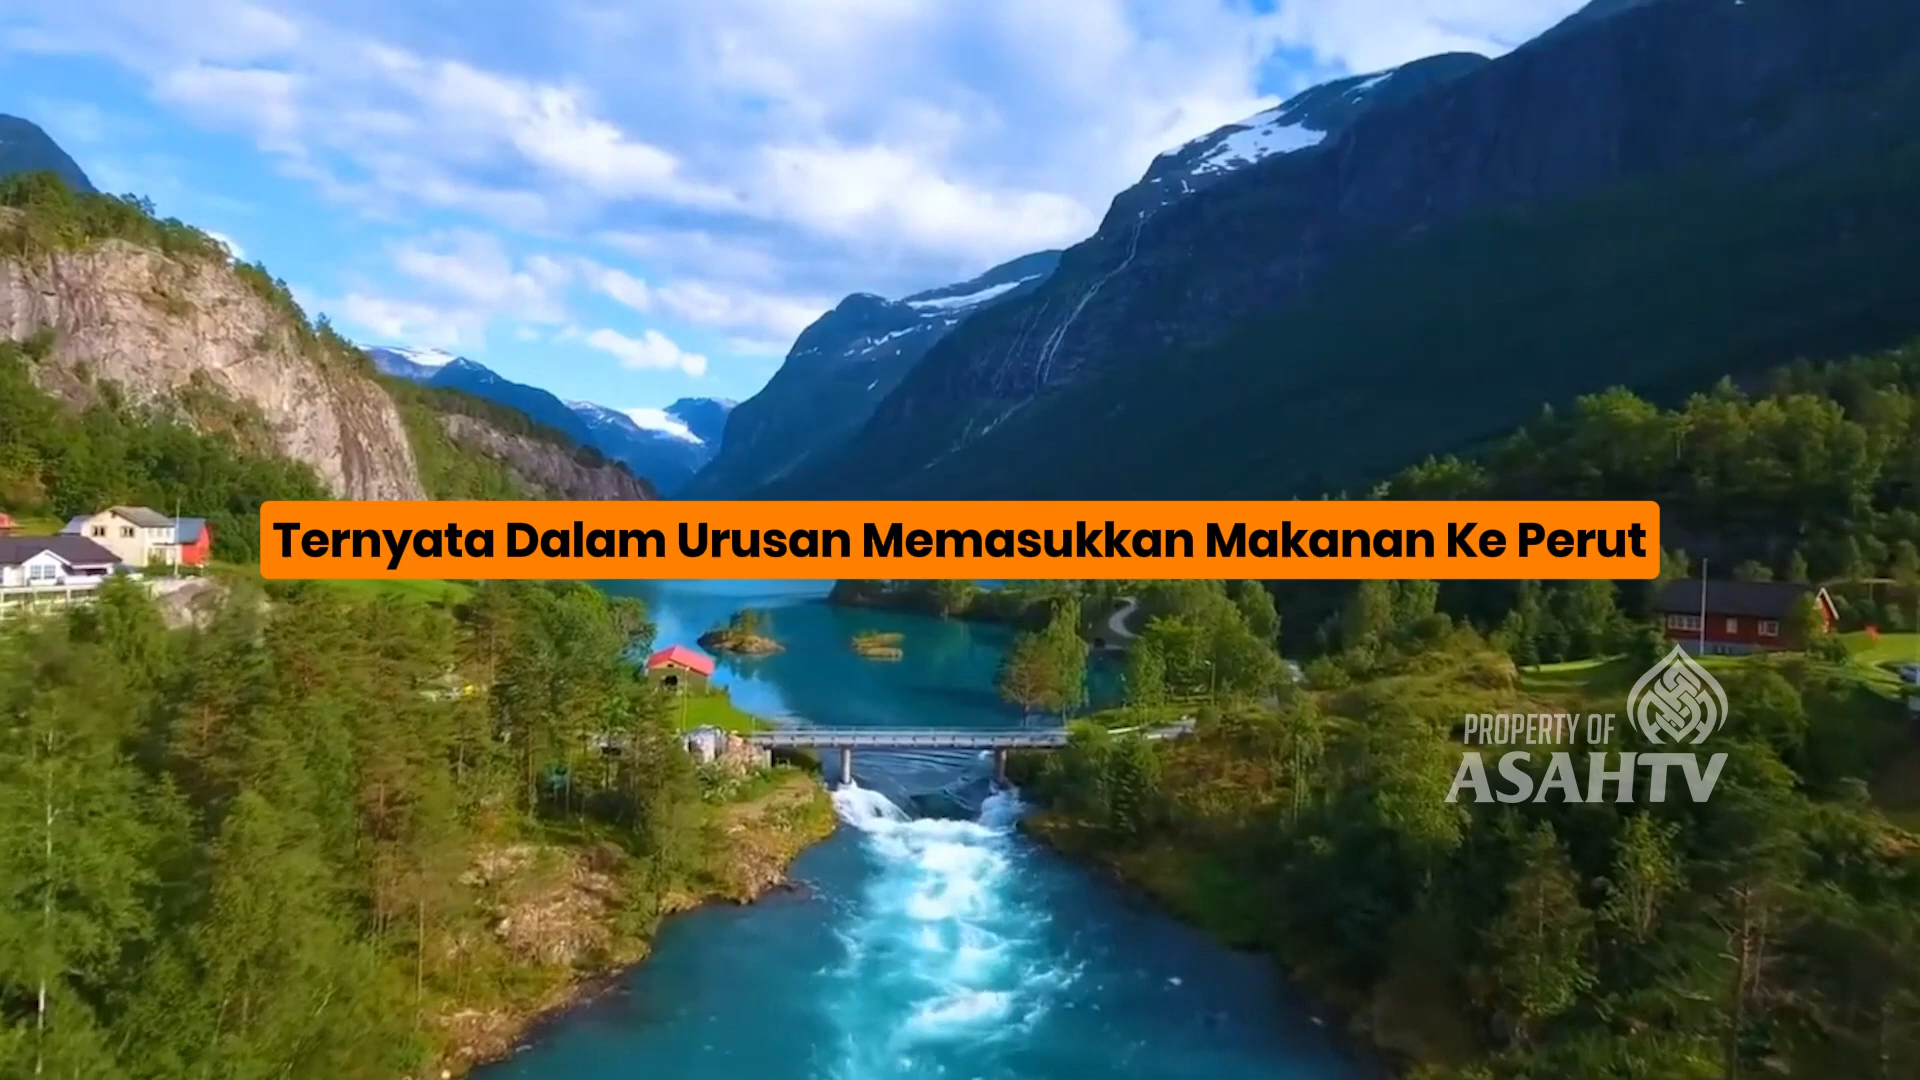 Ternyata Dalam Urusan Memasukkan Makanan Ke Perut
PROPERTY OF
ASAHTV